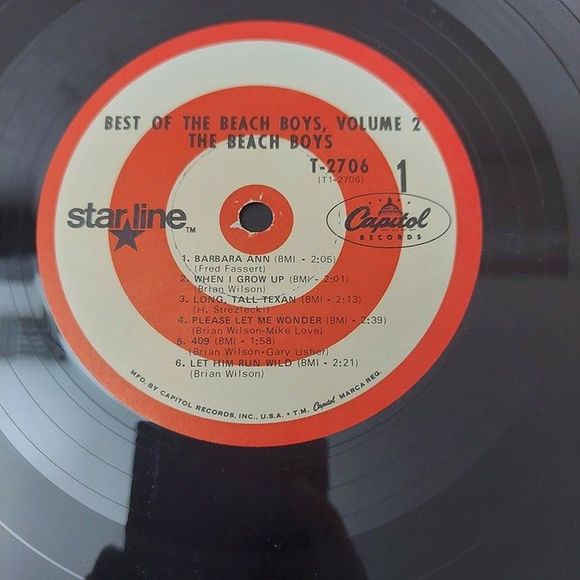 BEST OF THE BEACH BOYS, VOLUME 2
THE BEACH BOYS
T-2706
(T1-2706)
1
starline™
Capitol
RECORDS
1. BARBARA ANN (BMI - 2:05)
(Fred Fassert)
2. WHEN I GROW UP (BMI - 2:01)
(Brian Wilson)
3. LONG, TALL TEXAN (BMI - 2:13)
(H. Strezlecki)
4. PLEASE LET ME WONDER (BMI - 2:39)
(Brian Wilson-Mike Love)
5. 409 (BMI - 1:58)
(Brian Wilson-Gary Usher)
6. LET HIM RUN WILD (BMI - 2:21)
(Brian Wilson)
MFD. BY CAPITOL RECORDS, INC., U.S.A. • T.M. Capitol MARCA REG.